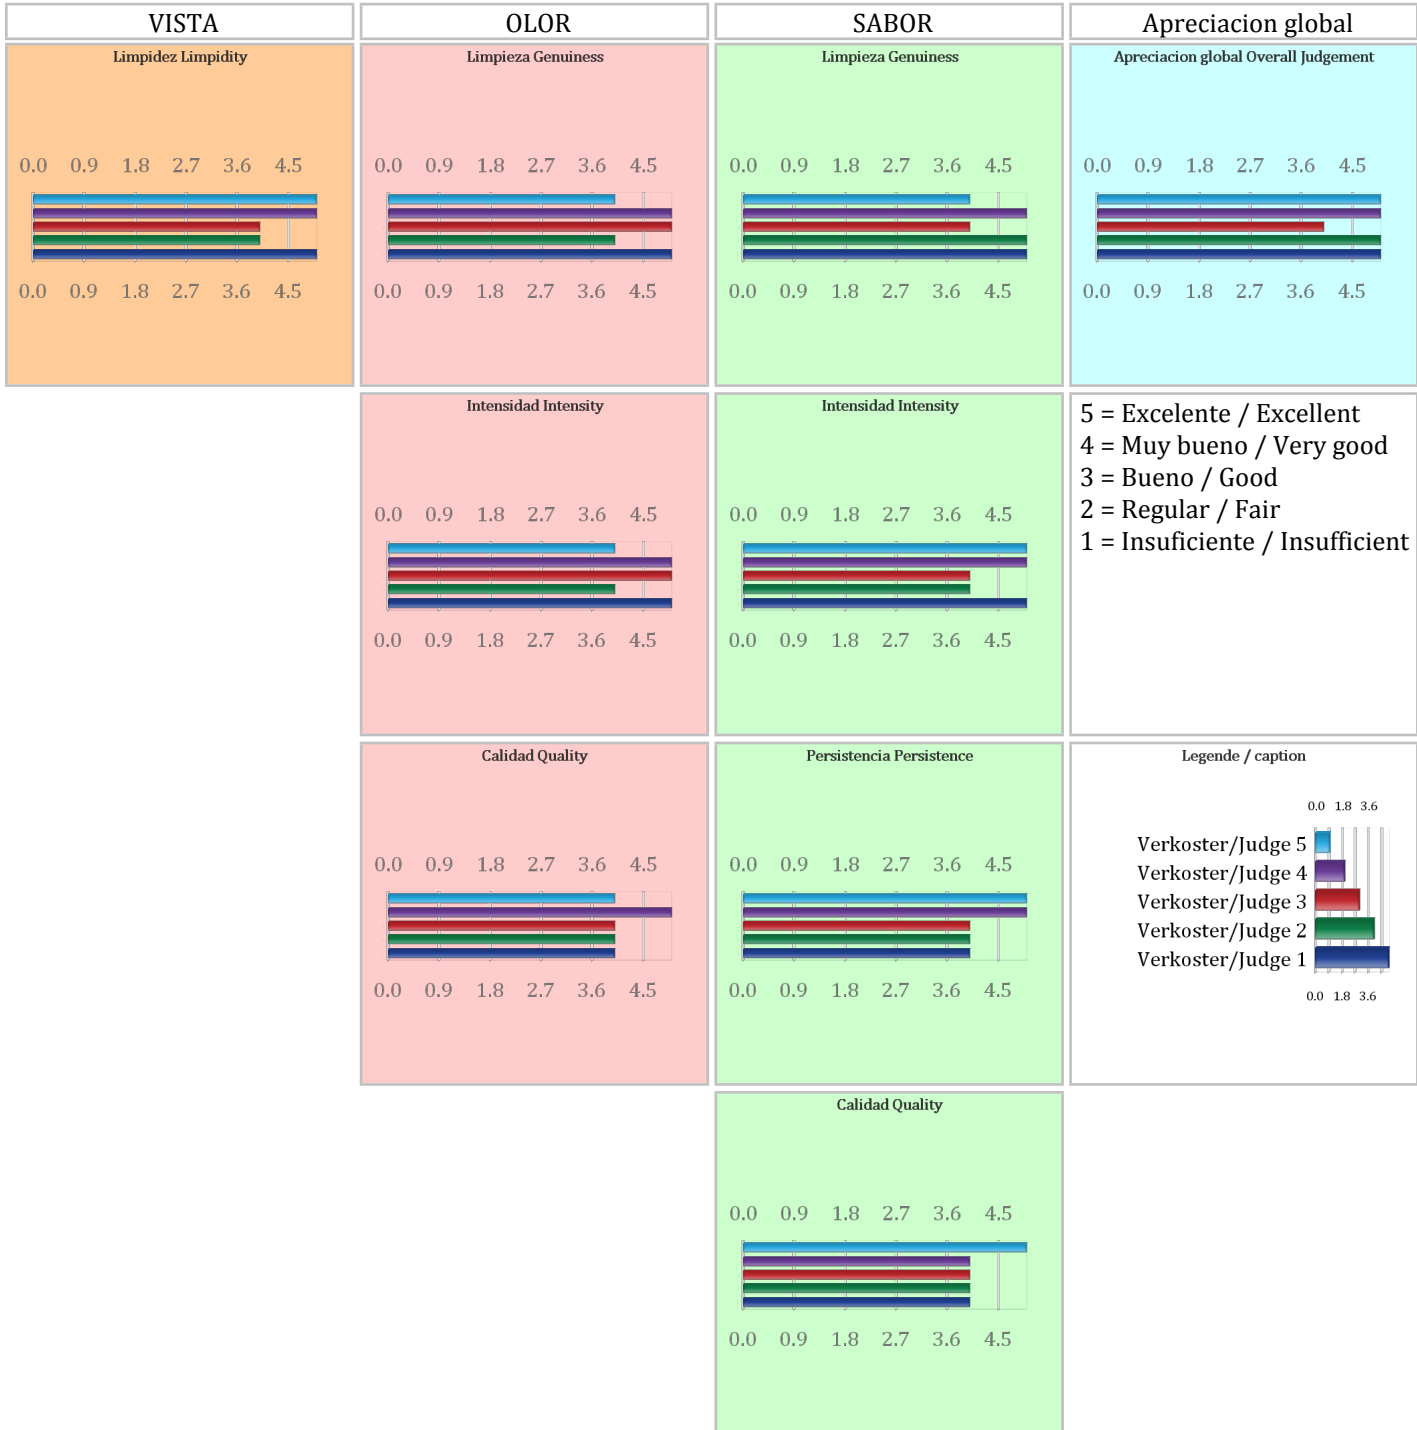 VISTA
OLOR
SABOR
Apreciacion global
Limpidez Limpidity
0.0 0.9 1.8 2.7 3.6 4.5
0.0 0.9 1.8 2.7 3.6 4.5
Limpieza Genuiness
0.0 0.9 1.8 2.7 3.6 4.5
0.0 0.9 1.8 2.7 3.6 4.5
Limpieza Genuiness
0.0 0.9 1.8 2.7 3.6 4.5
0.0 0.9 1.8 2.7 3.6 4.5
Apreciacion global Overall Judgement
0.0 0.9 1.8 2.7 3.6 4.5
0.0 0.9 1.8 2.7 3.6 4.5
Intensidad Intensity
0.0 0.9 1.8 2.7 3.6 4.5
0.0 0.9 1.8 2.7 3.6 4.5
Intensidad Intensity
0.0 0.9 1.8 2.7 3.6 4.5
0.0 0.9 1.8 2.7 3.6 4.5
5 = Excelente / Excellent
4 = Muy bueno / Very good
3 = Bueno / Good
2 = Regular / Fair
1 = Insuficiente / Insufficient
Calidad Quality
0.0 0.9 1.8 2.7 3.6 4.5
0.0 0.9 1.8 2.7 3.6 4.5
Persistencia Persistence
0.0 0.9 1.8 2.7 3.6 4.5
0.0 0.9 1.8 2.7 3.6 4.5
Legende / caption
0.0 1.8 3.6
Verkoster/Judge 5
Verkoster/Judge 4
Verkoster/Judge 3
Verkoster/Judge 2
Verkoster/Judge 1
0.0 1.8 3.6
Calidad Quality
0.0 0.9 1.8 2.7 3.6 4.5
0.0 0.9 1.8 2.7 3.6 4.5